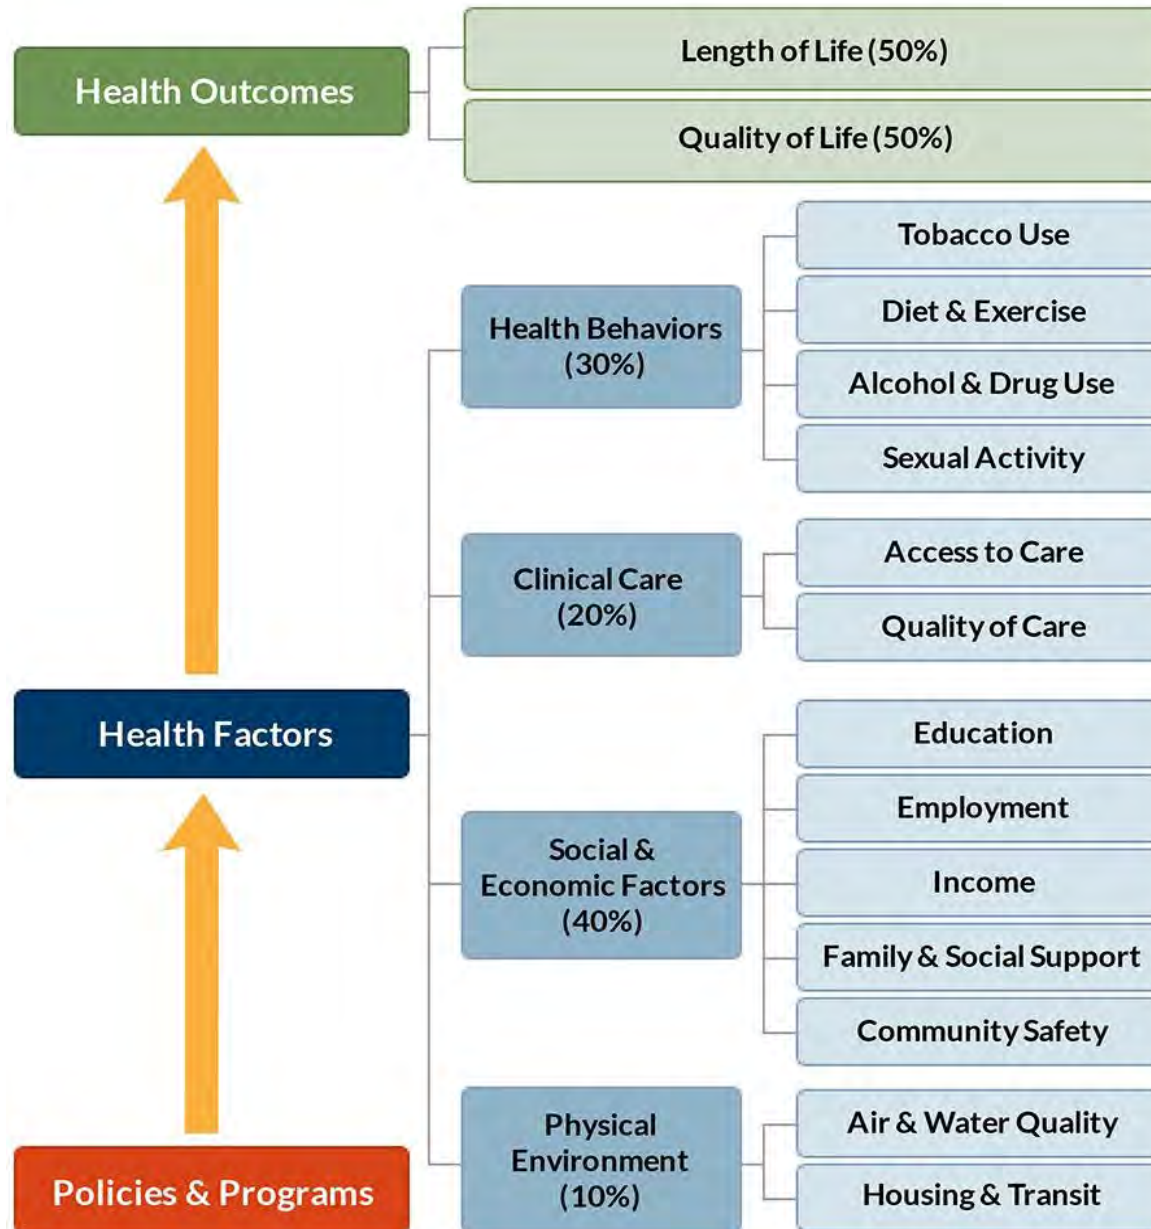 Health Outcomes
Length of Life (50%)
Quality of Life (50%)
Tobacco Use
Health Behaviors
(30%)
Diet & Exercise
Alcohol & Drug Use
Sexual Activity
Clinical Care
(20%)
Access to Care
Quality of Care
Health Factors
Education
Social &
Economic Factors
(40%)
Employment
Income
Family & Social Support
Community Safety
Physical
Environment
(10%)
Air & Water Quality
Housing & Transit
Policies & Programs